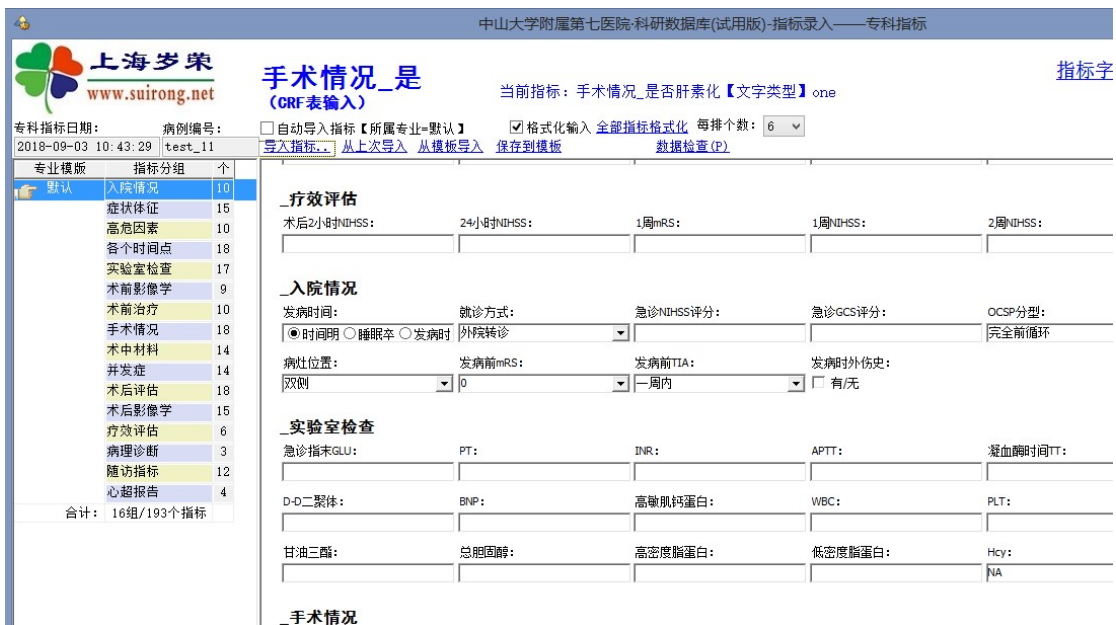 中山大学附属第七医院·科研数据库(试用版)-指标录入——专科指标
上海岁荣
www.suirong.net
手术情况_是
(CRF表输入)
当前指标：手术情况_是否肝素化【文字类型】one
指标字
专科指标日期： 病例编号：
2018-09-03 10:43:29 test_11
自动导入指标【所属专业=默认】 格式化输入 全部指标格式化 每排个数： 6
导入指标.. 从上次导入 从模板导入 保存到模板 数据检查(P)
专业模版 指标分组 个
默认 入院情况 10
症状体征 15
高危因素 10
各个时间点 18
实验室检查 17
术前影像学 9
术前治疗 10
手术情况 18
术中材料 14
并发症 14
术后评估 18
术后影像学 15
疗效评估 6
病理诊断 3
随访指标 12
心超报告 4
合计： 16组/193个指标
_疗效评估
术后2小时NIHSS： 24小时NIHSS： 1周mRS： 1周NIHSS： 2周NIHSS：
_入院情况
发病时间： 就诊方式： 急诊NIHSS评分： 急诊GCS评分： OCSP分型：
时间明 睡眠卒 发病时 外院转诊 完全前循环
病灶位置： 发病前mRS： 发病前TIA： 发病时外伤史：
双侧 0 一周内 有/无
_实验室检查
急诊指末GLU： PT： INR： APTT： 凝血酶时间TT：
D-D二聚体： BNP： 高敏肌钙蛋白： WBC： PLT：
甘油三酯： 总胆固醇： 高密度脂蛋白： 低密度脂蛋白： Hcy：
NA
_手术情况